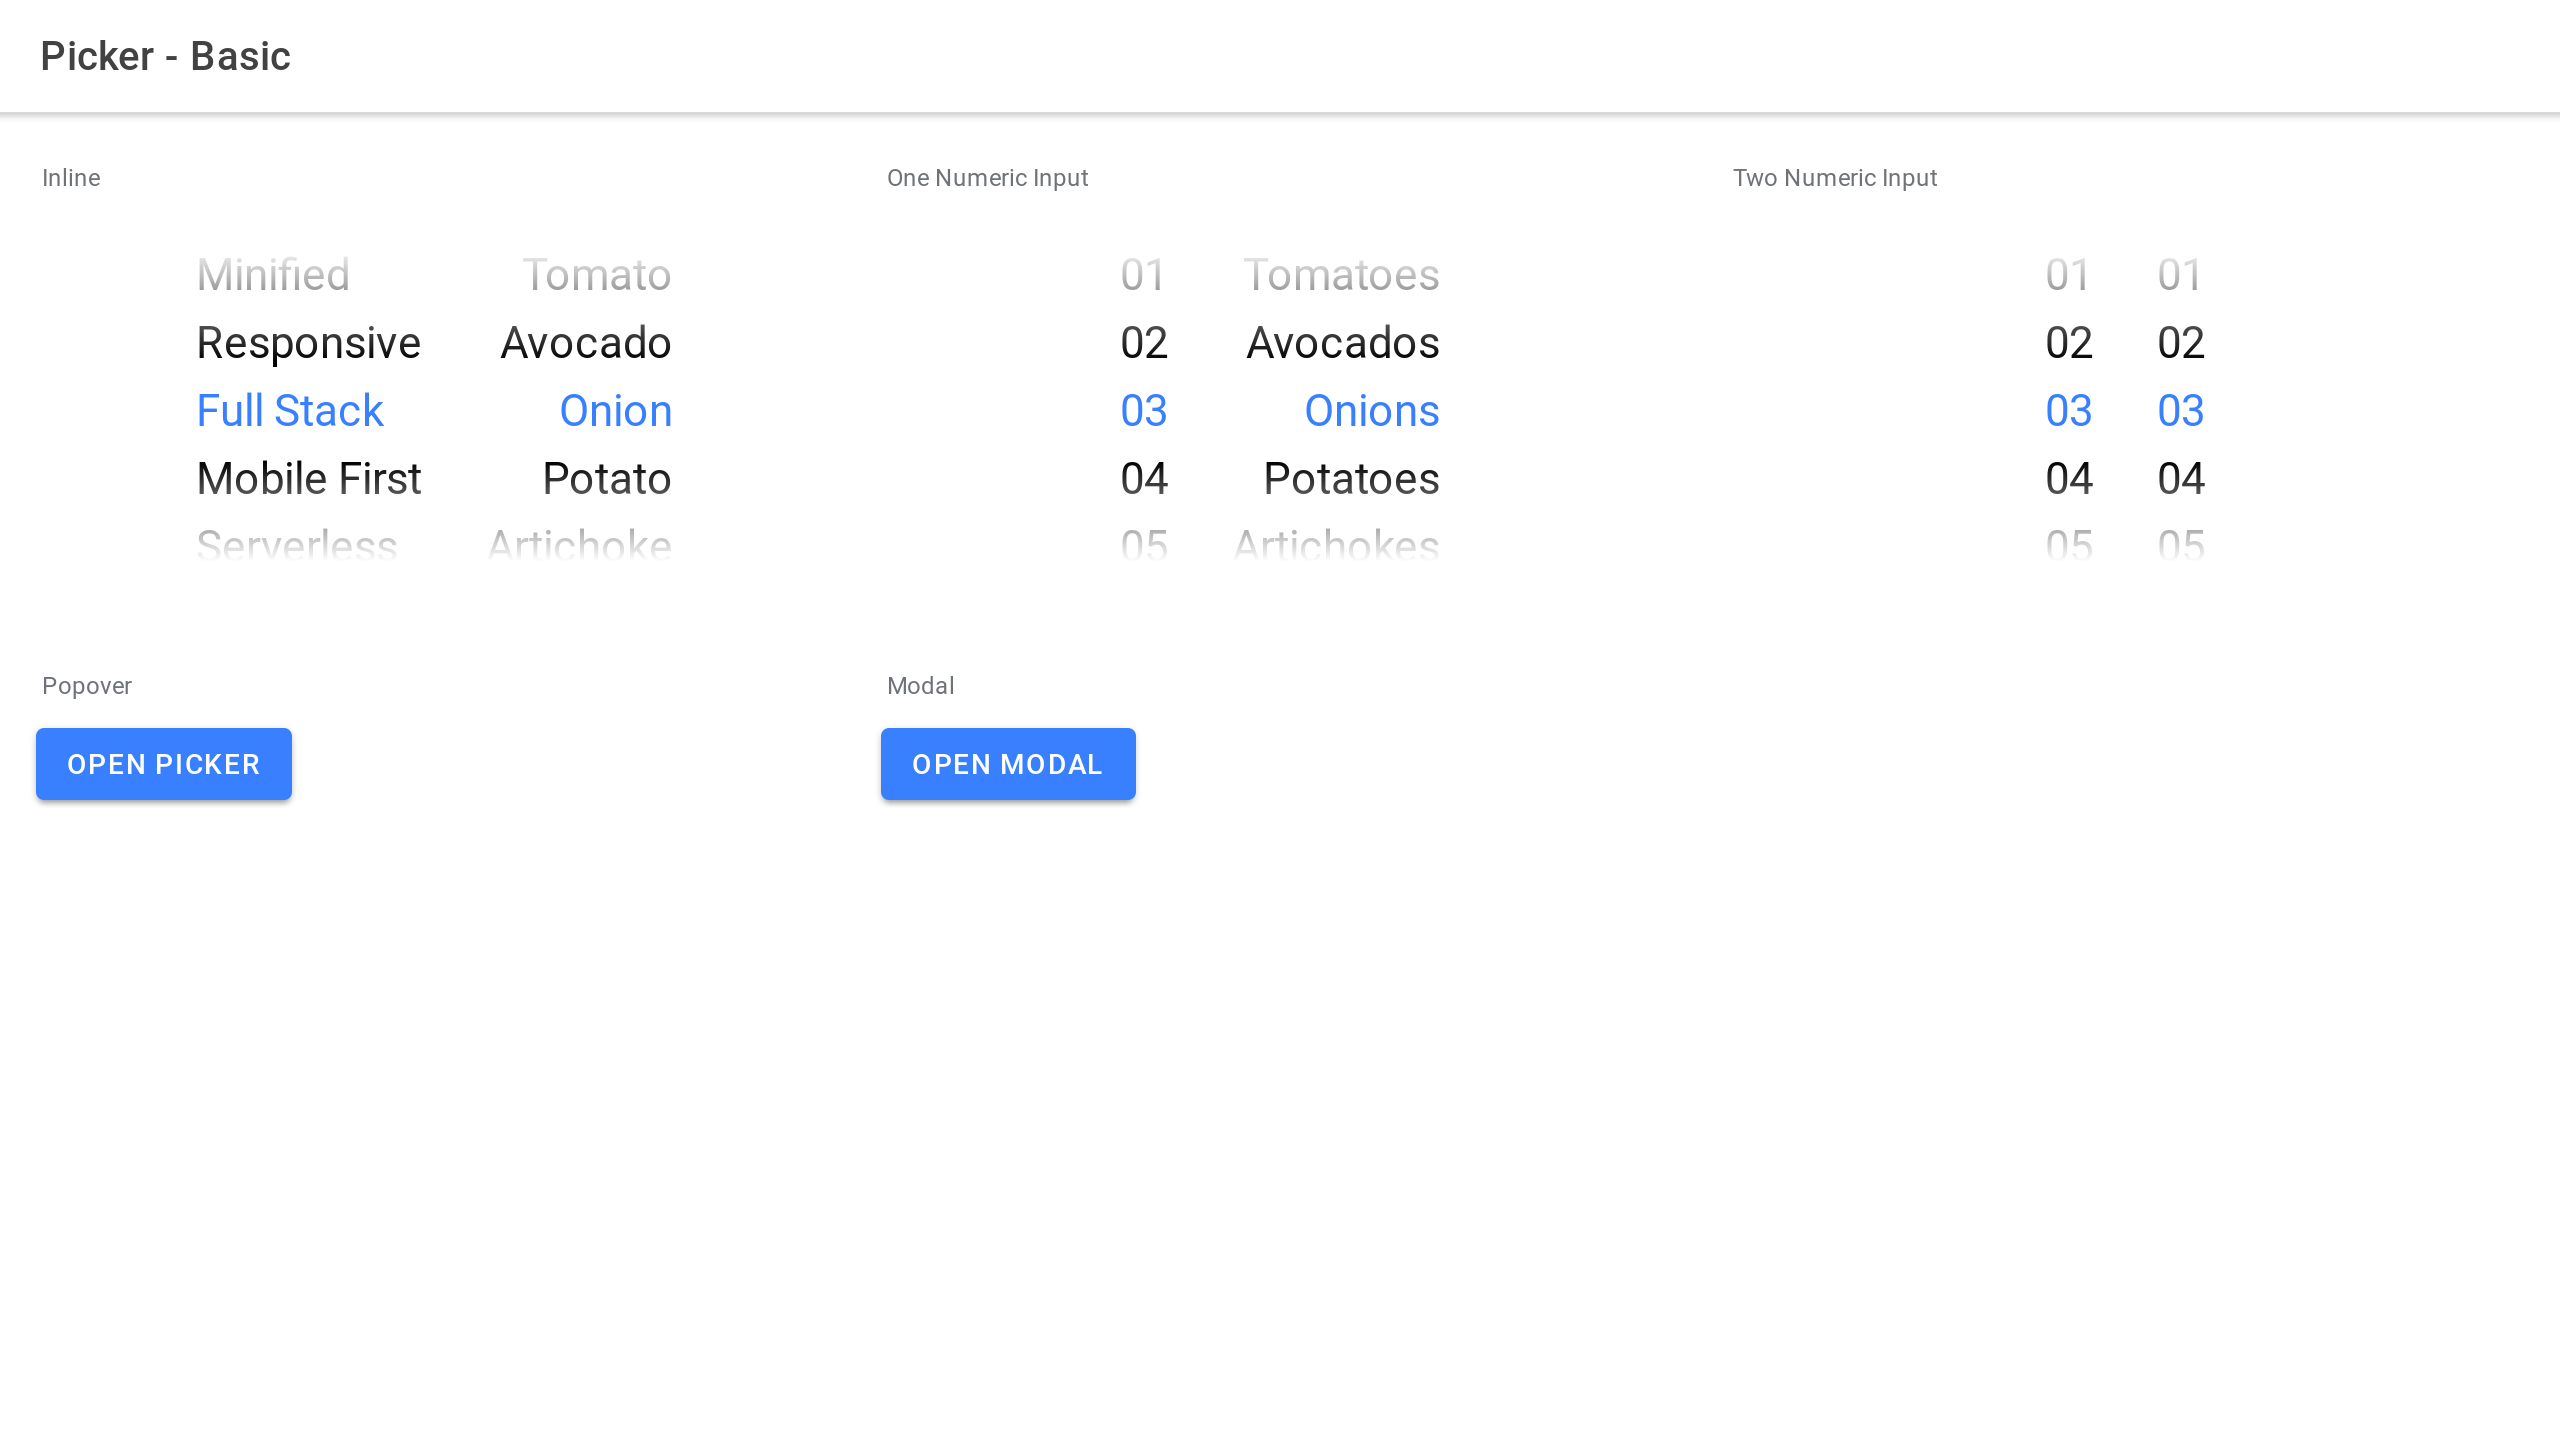 Picker - Basic
Inline
Minified Tomato
Responsive Avocado
Full Stack Onion
Mobile First Potato
Serverless Artichoke
One Numeric Input
01 Tomatoes
02 Avocados
03 Onions
04 Potatoes
05 Artichokes
Two Numeric Input
01 01
02 02
03 03
04 04
05 05
Popover
OPEN PICKER
Modal
OPEN MODAL